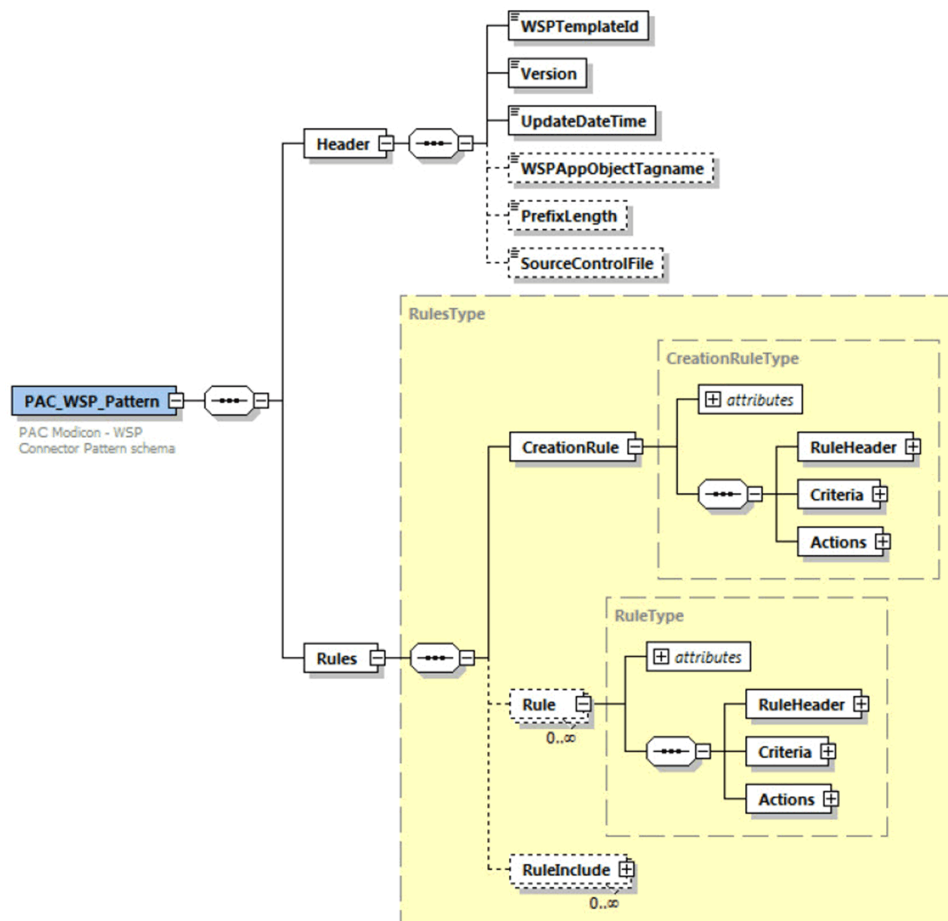 WSPTemplateId
Version
UpdateDateTime
Header
WSPAppObjectTagname
PrefixLength
SourceControlFile
RulesType
CreationRuleType
attributes
PAC_WSP_Pattern
PAC Modicon - WSP
Connector Pattern schema
CreationRule
RuleHeader
Criteria
Actions
RuleType
Rules
attributes
Rule
0..∞
RuleHeader
Criteria
Actions
RuleInclude
0..∞